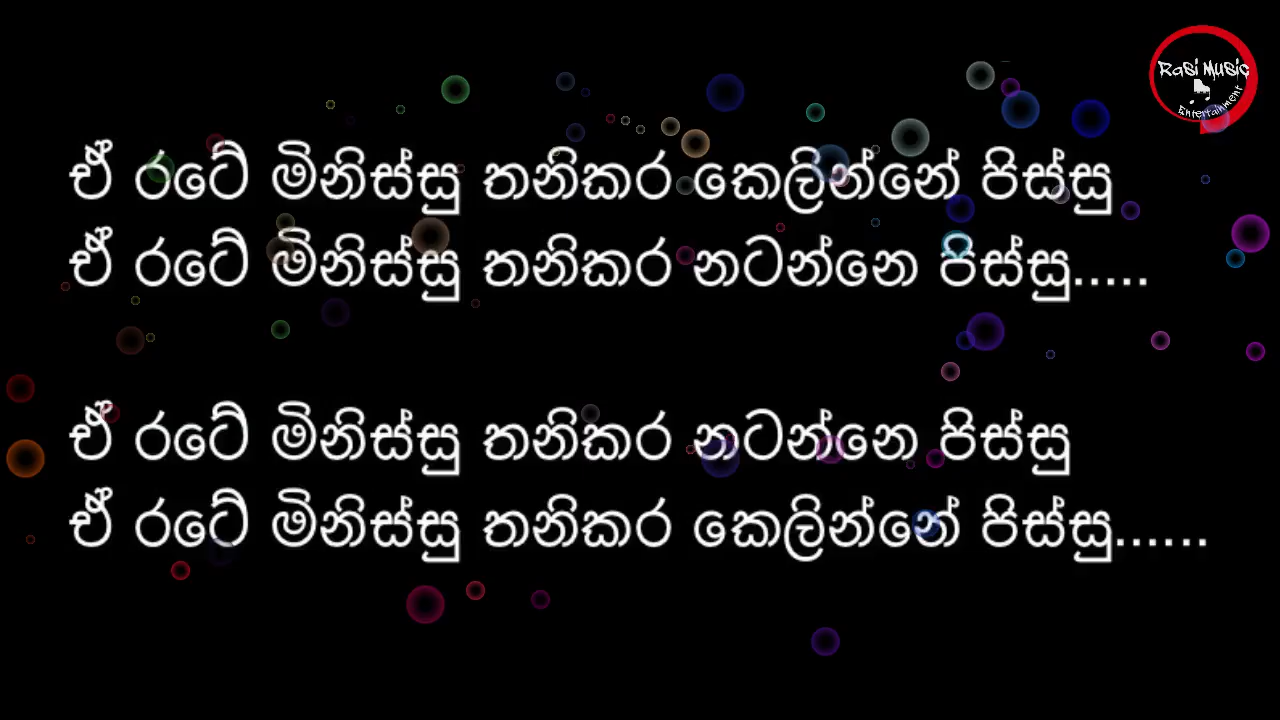 Rasi Music
Entertainment
ඒ රටේ මිනිස්සු තනිකර කෙලින්නේ පිස්සු
ඒ රටේ මිනිස්සු තනිකර නටන්නෙ පිස්සු.....
ඒ රටේ මිනිස්සු තනිකර නටන්නෙ පිස්සු
ඒ රටේ මිනිස්සු තනිකර කෙලින්නේ පිස්සු......